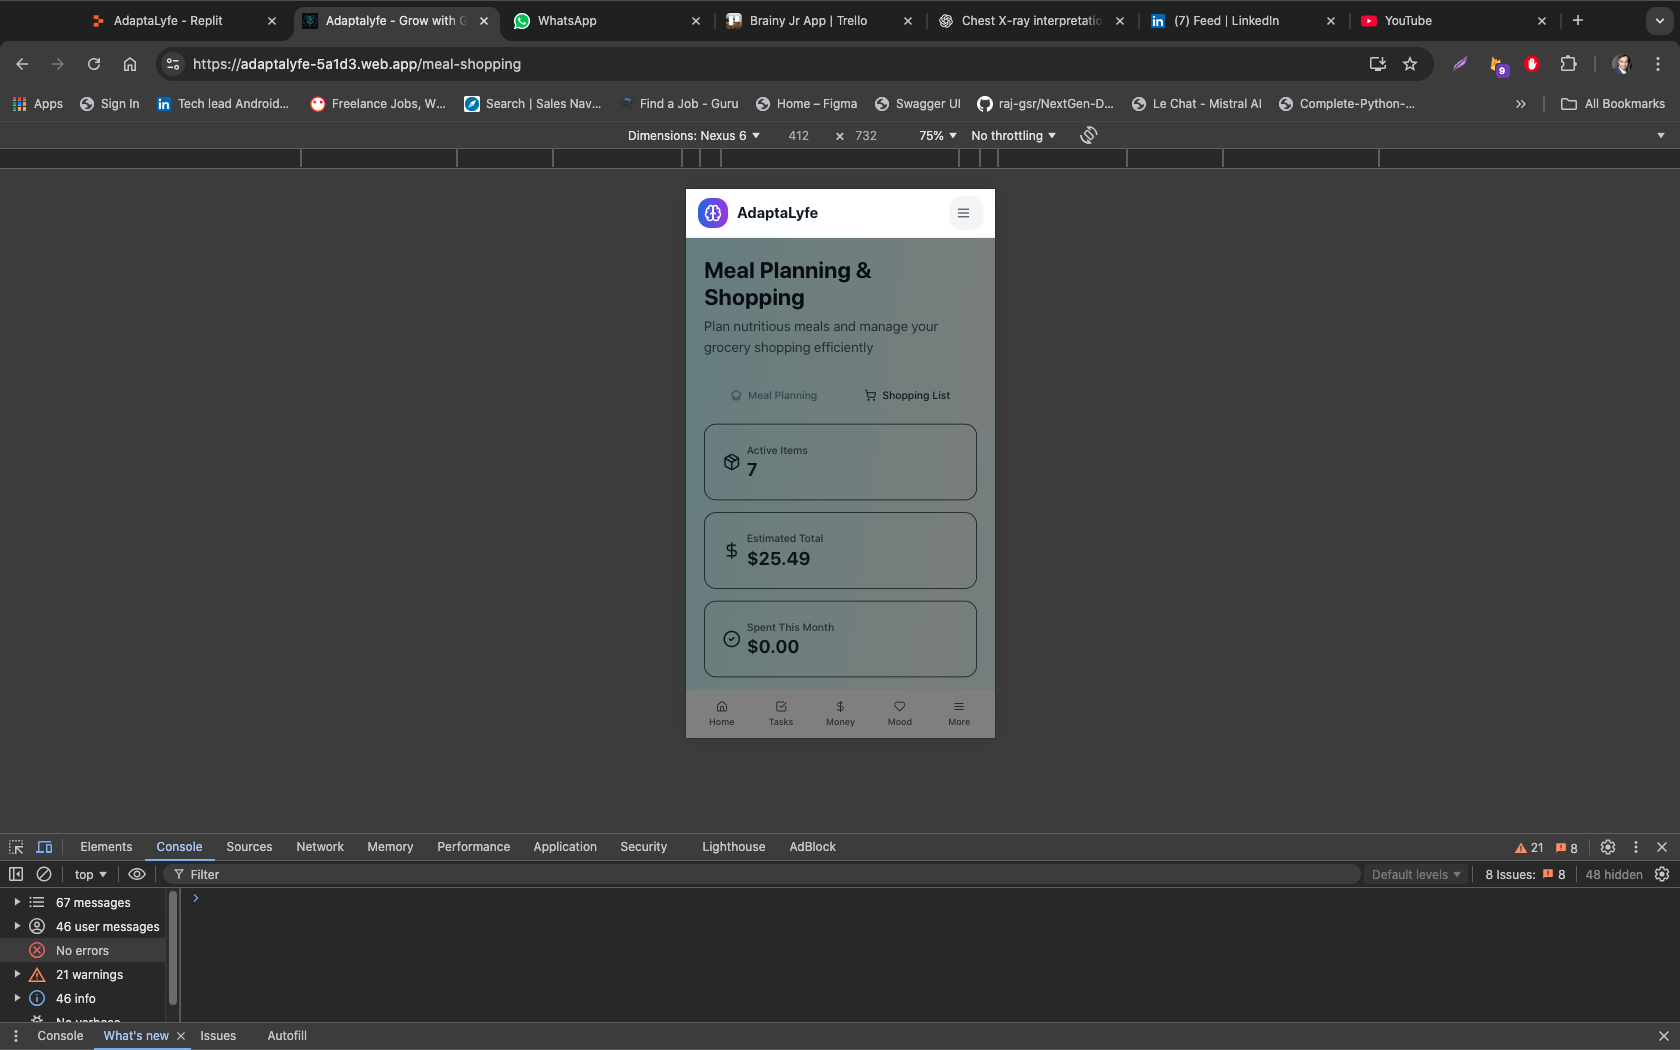 AdaptaLyfe - Replit
Adaptalyfe - Grow with G
WhatsApp
Brainy Jr App | Trello
Chest X-ray interpretatio
(7) Feed | LinkedIn
YouTube
https://adaptalyfe-5a1d3.web.app/meal-shopping
9
Apps
Sign In
Tech lead Android...
Freelance Jobs, W...
Search | Sales Nav...
Find a Job - Guru
Home – Figma
Swagger UI
raj-gsr/NextGen-D...
Le Chat - Mistral AI
Complete-Python-...
All Bookmarks
Dimensions: Nexus 6
412 × 732
75%
No throttling
AdaptaLyfe
Meal Planning &
Shopping
Plan nutritious meals and manage your
grocery shopping efficiently
Meal Planning
Shopping List
Active Items
7
Estimated Total
$25.49
Spent This Month
$0.00
Home
Tasks
Money
Mood
More
Elements
Console
Sources
Network
Memory
Performance
Application
Security
Lighthouse
AdBlock
21
8
top
Filter
Default levels
8 Issues: 8
48 hidden
67 messages
46 user messages
No errors
21 warnings
46 info
No verbose
Console
What's new
Issues
Autofill